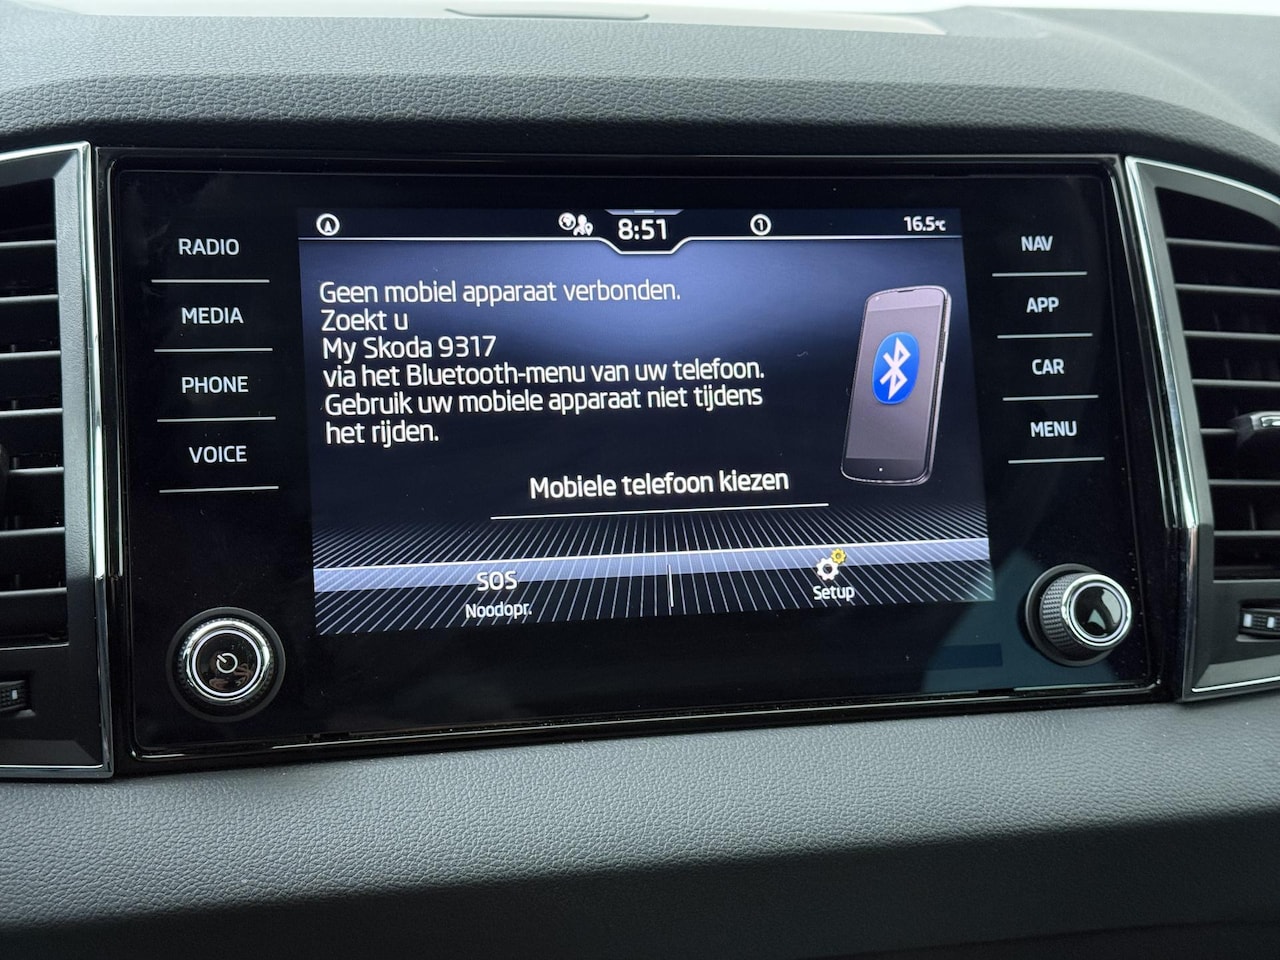 8:51
1
16.5°C
RADIO
MEDIA
PHONE
VOICE
Geen mobiel apparaat verbonden.
Zoekt u
My Skoda 9317
via het Bluetooth-menu van uw telefoon.
Gebruik uw mobiele apparaat niet tijdens
het rijden.
Mobiele telefoon kiezen
SOS
Noodopr.
Setup
NAV
APP
CAR
MENU